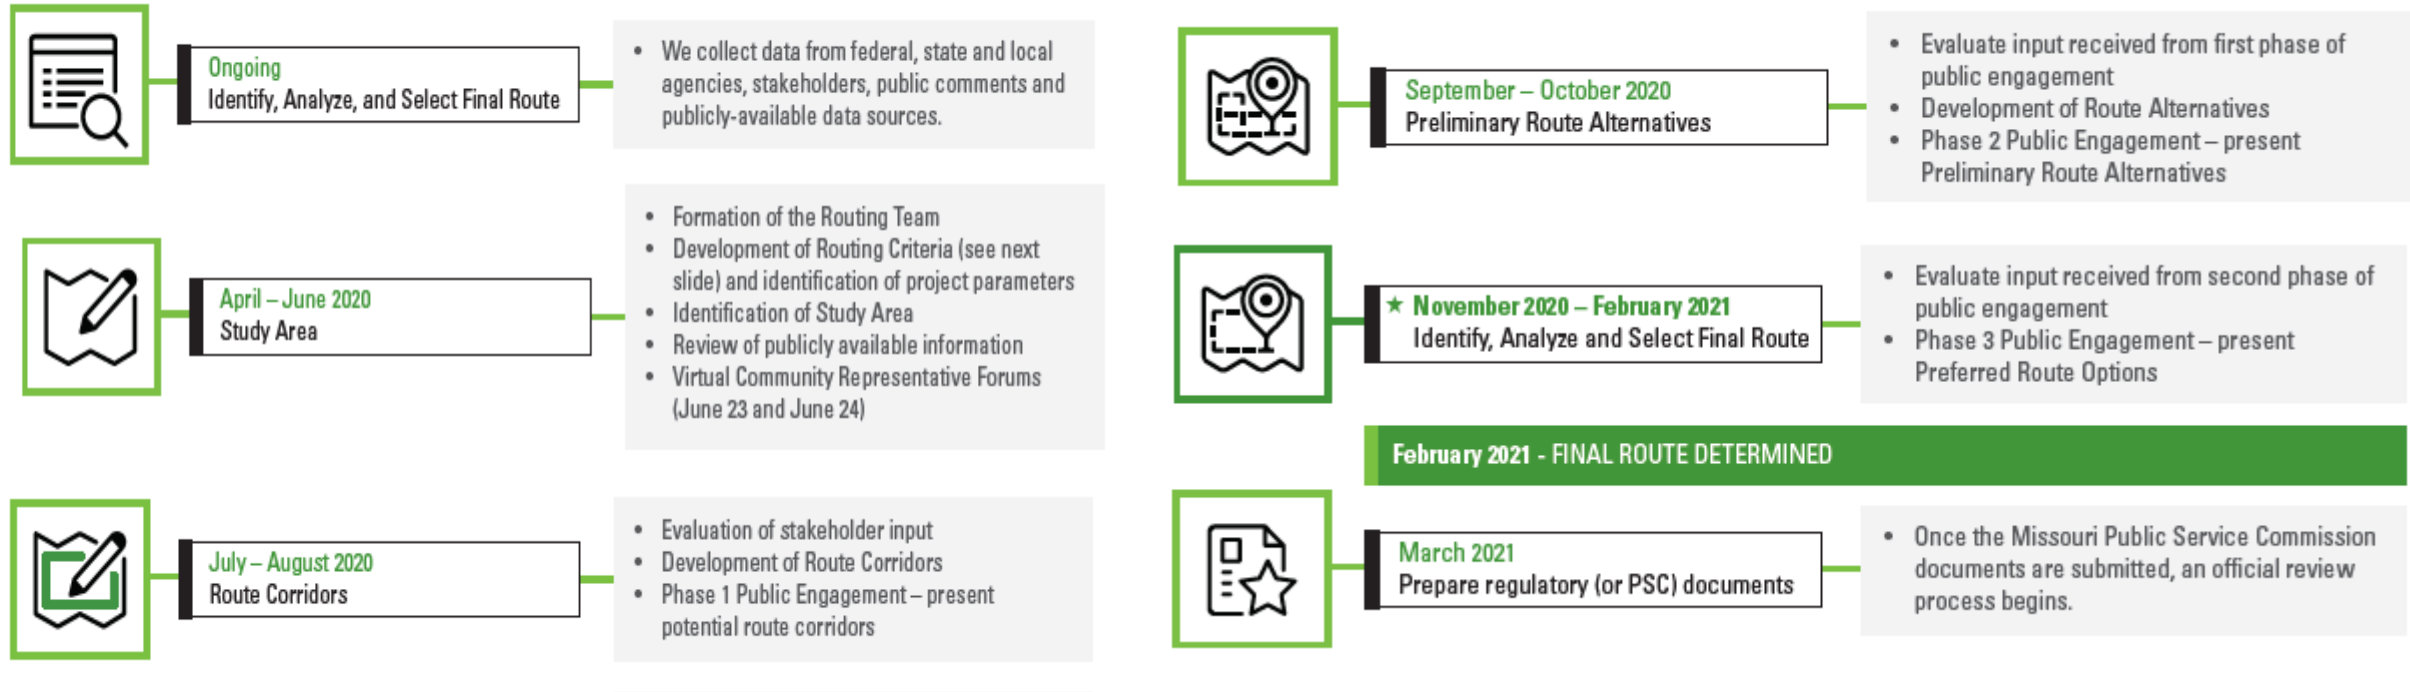 Ongoing
Identify, Analyze, and Select Final Route
• We collect data from federal, state and local
agencies, stakeholders, public comments and
publicly-available data sources.
April – June 2020
Study Area
• Formation of the Routing Team
• Development of Routing Criteria (see next
slide) and identification of project parameters
• Identification of Study Area
• Review of publicly available information
• Virtual Community Representative Forums
(June 23 and June 24)
July – August 2020
Route Corridors
• Evaluation of stakeholder input
• Development of Route Corridors
• Phase 1 Public Engagement – present
potential route corridors
September – October 2020
Preliminary Route Alternatives
• Evaluate input received from first phase of
public engagement
• Development of Route Alternatives
• Phase 2 Public Engagement – present
Preliminary Route Alternatives
★ November 2020 – February 2021
Identify, Analyze and Select Final Route
• Evaluate input received from second phase of
public engagement
• Phase 3 Public Engagement – present
Preferred Route Options
February 2021 - FINAL ROUTE DETERMINED
March 2021
Prepare regulatory (or PSC) documents
• Once the Missouri Public Service Commission
documents are submitted, an official review
process begins.